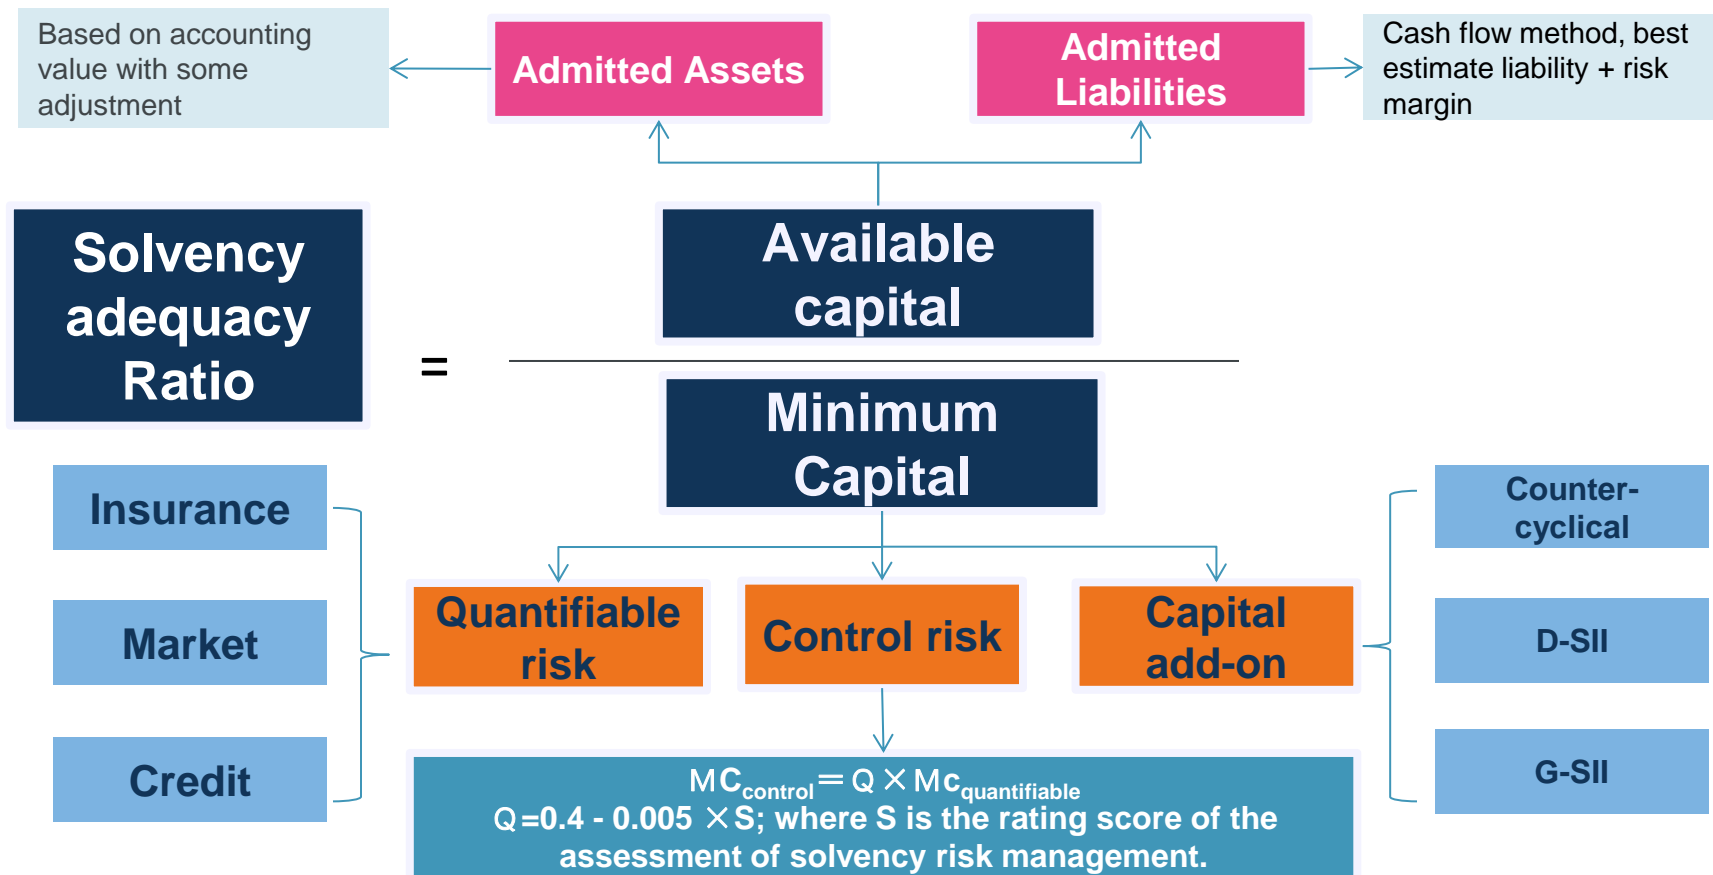 Based on accounting
value with some
adjustment
Admitted Assets
Admitted
Liabilities
Cash flow method, best
estimate liability + risk
margin
Solvency
adequacy
Ratio
=
Available
capital
Minimum
Capital
Insurance
Market
Credit
Quantifiable
risk
Control risk
Capital
add-on
Counter-
cyclical
D-SII
G-SII
MC_control = Q × Mc_quantifiable
Q=0.4 - 0.005 ×S; where S is the rating score of the
assessment of solvency risk management.